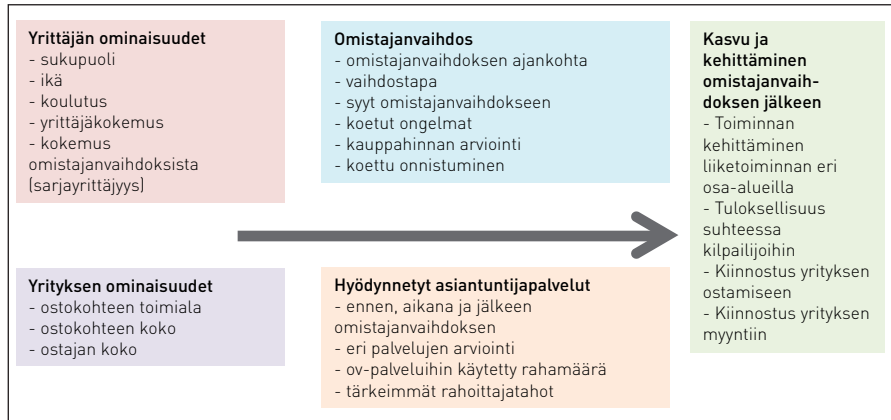 Yrittäjän ominaisuudet
- sukupuoli
- ikä
- koulutus
- yrittäjäkokemus
- kokemus
omistajanvaihdoksista
(sarjayrittäjyys)
Omistajanvaihdos
- omistajanvaihdoksen ajankohta
- vaihdostapa
- syyt omistajanvaihdokseen
- koetut ongelmat
- kauppahinnan arviointi
- koettu onnistuminen
Yrityksen ominaisuudet
- ostokohteen toimiala
- ostokohteen koko
- ostajan koko
Hyödynnetyt asiantuntijapalvelut
- ennen, aikana ja jälkeen
omistajanvaihdoksen
- eri palvelujen arviointi
- ov-palveluihin käytetty rahamäärä
- tärkeimmät rahoittajatahot
Kasvu ja
kehittäminen
omistajanvaih-
doksen jälkeen
- Toiminnan
kehittäminen
liiketoiminnan eri
osa-alueilla
- Tuloksellisuus
suhteessa
kilpailijoihin
- Kiinnostus yrityksen
ostamiseen
- Kiinnostus yrityksen
myyntiin